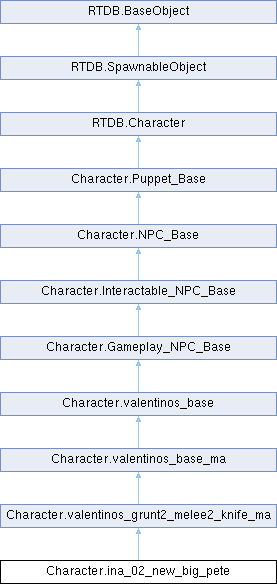 RTDB.BaseObject
RTDB.SpawnableObject
RTDB.Character
Character.Puppet_Base
Character.NPC_Base
Character.Interactable_NPC_Base
Character.Gameplay_NPC_Base
Character.valentinos_base
Character.valentinos_base_ma
Character.valentinos_grunt2_melee2_knife_ma
Character.ina_02_new_big_pete